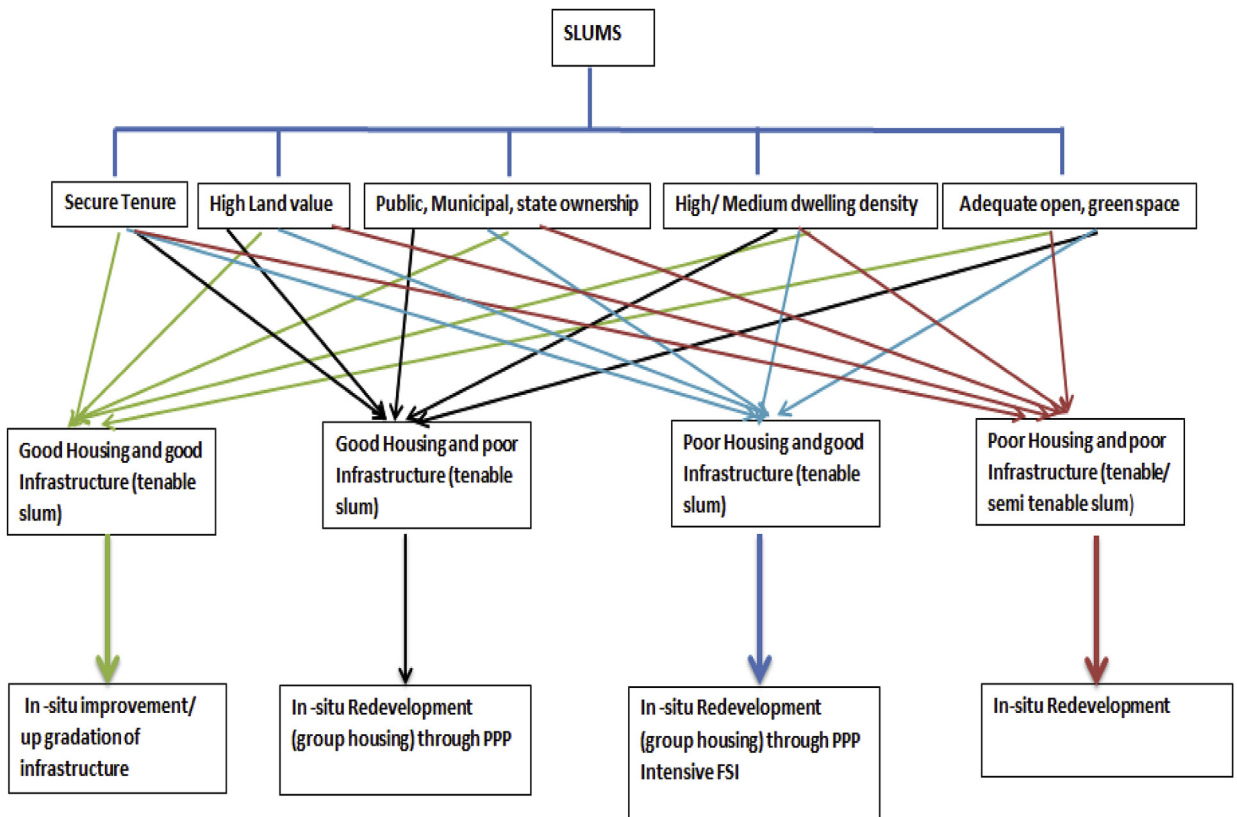 SLUMS
Secure Tenure
High Land value
Public, Municipal, state ownership
High/ Medium dwelling density
Adequate open, green space
Good Housing and good
Infrastructure (tenable
slum)
Good Housing and poor
Infrastructure (tenable
slum)
Poor Housing and good
Infrastructure (tenable
slum)
Poor Housing and poor
Infrastructure (tenable/
semi tenable slum)
In -situ improvement/
up gradation of
infrastructure
In -situ Redevelopment
(group housing) through PPP
In -situ Redevelopment
(group housing) through PPP
Intensive FSI
In-situ Redevelopment